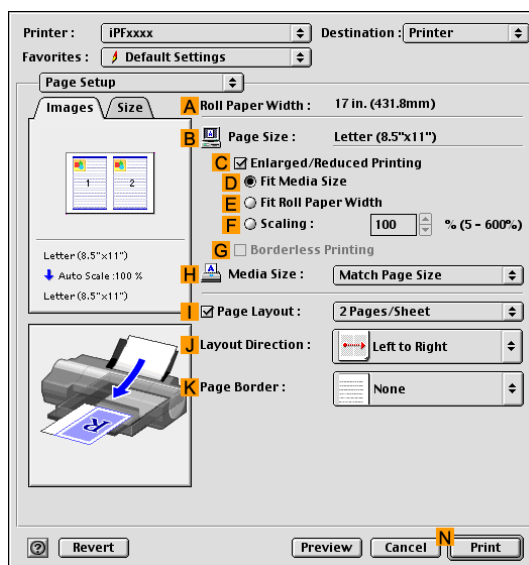 Printer : iPFxxxx Destination : Printer
Favorites : Default Settings
Page Setup
Images Size
A Roll Paper Width : 17 in. (431.8mm)
B Page Size : Letter (8.5"x11")
C Enlarged/Reduced Printing
D Fit Media Size
E Fit Roll Paper Width
F Scaling : 100 % (5 - 600%)
G Borderless Printing
H Media Size : Match Page Size
1 2
Letter (8.5"x11")
Auto Scale :100 %
Letter (8.5"x11")
I Page Layout : 2 Pages/Sheet
J Layout Direction : Left to Right
K Page Border : None
R
N
? Revert Preview Cancel Print